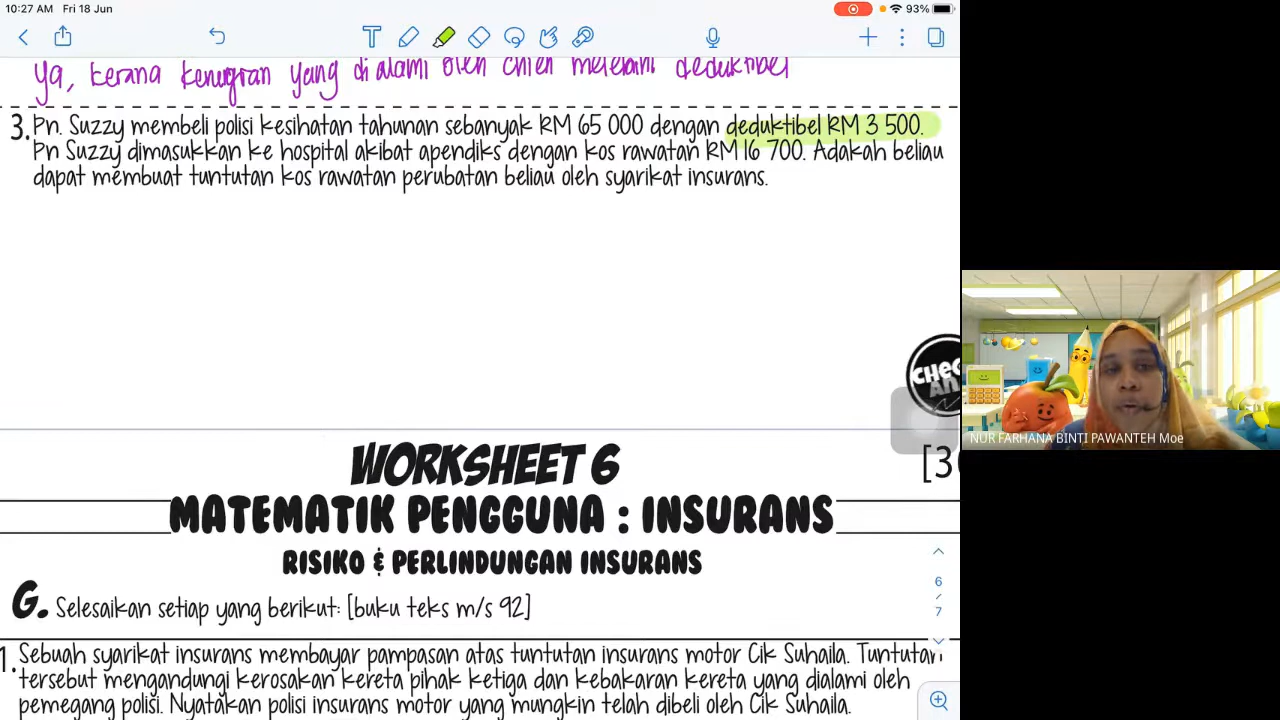 10:27 AM Fri 18 Jun
93%
T
Ya, kerana kerugian yang dialami oleh Chien melebihi deduktibel
3. Pn. Suzzy membeli polisi kesihatan tahunan sebanyak RM 65 000 dengan deduktibel RM 3 500.
Pn Suzzy dimasukkan ke hospital akibat apendiks dengan kos rawatan RM 16 700. Adakah beliau
dapat membuat tuntutan kos rawatan perubatan beliau oleh syarikat insurans.
CHEC
AN
WORKSHEET 6
[3
MATEMATIK PENGGUNA : INSURANS
RISIKO & PERLINDUNGAN INSURANS
G. Selesaikan setiap yang berikut: [buku teks m/s 92]
6
/
7
1. Sebuah syarikat insurans membayar pampasan atas tuntutan insurans motor Cik Suhaila. Tuntutan
tersebut mengandungi kerosakan kereta pihak ketiga dan kebakaran kereta yang dialami oleh
pemegang polisi. Nyatakan polisi insurans motor yang mungkin telah dibeli oleh Cik Suhaila.
NUR FARHANA BINTI PAWANTEH Moe